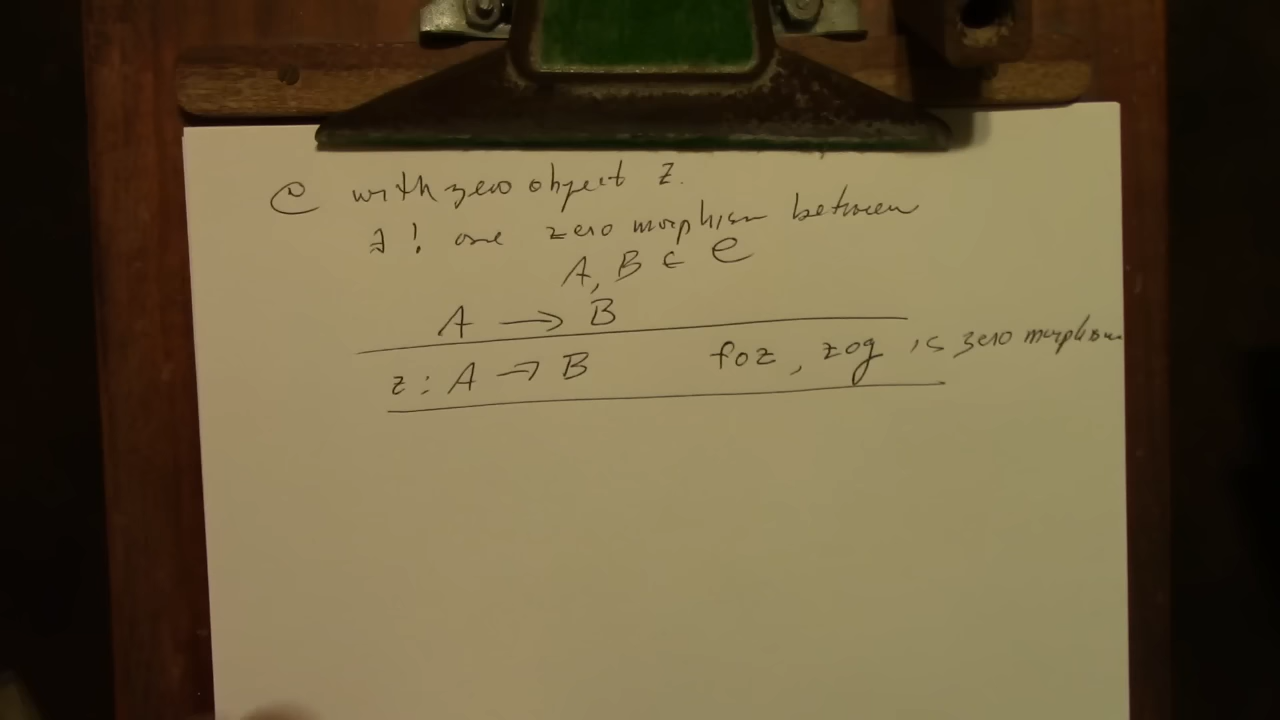 C with zero object Z.
∃! one zero morphism between
A, B ∈ C
A → B
z: A → B f∘z, z∘g is zero morphism